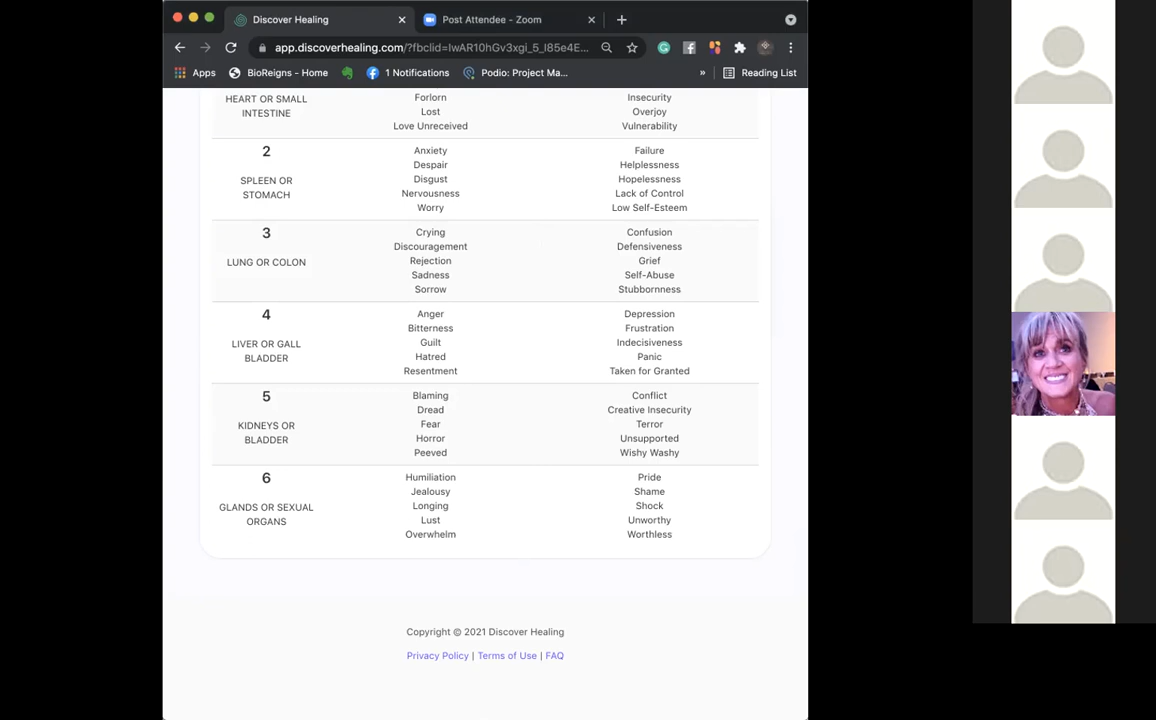 Discover Healing
Post Attendee - Zoom
app.discoverhealing.com/?fbclid=IwAR10hGv3xgi_5_I85e4E...
Apps
BioReigns - Home
1 Notifications
Podio: Project Ma...
»
Reading List
HEART OR SMALL
INTESTINE
Forlorn
Lost
Love Unreceived
Insecurity
Overjoy
Vulnerability
2
SPLEEN OR
STOMACH
Anxiety
Despair
Disgust
Nervousness
Worry
Failure
Helplessness
Hopelessness
Lack of Control
Low Self-Esteem
3
LUNG OR COLON
Crying
Discouragement
Rejection
Sadness
Sorrow
Confusion
Defensiveness
Grief
Self-Abuse
Stubbornness
4
LIVER OR GALL
BLADDER
Anger
Bitterness
Guilt
Hatred
Resentment
Depression
Frustration
Indecisiveness
Panic
Taken for Granted
5
KIDNEYS OR
BLADDER
Blaming
Dread
Fear
Horror
Peeved
Conflict
Creative Insecurity
Terror
Unsupported
Wishy Washy
6
GLANDS OR SEXUAL
ORGANS
Humiliation
Jealousy
Longing
Lust
Overwhelm
Pride
Shame
Shock
Unworthy
Worthless
Copyright © 2021 Discover Healing
Privacy Policy | Terms of Use | FAQ